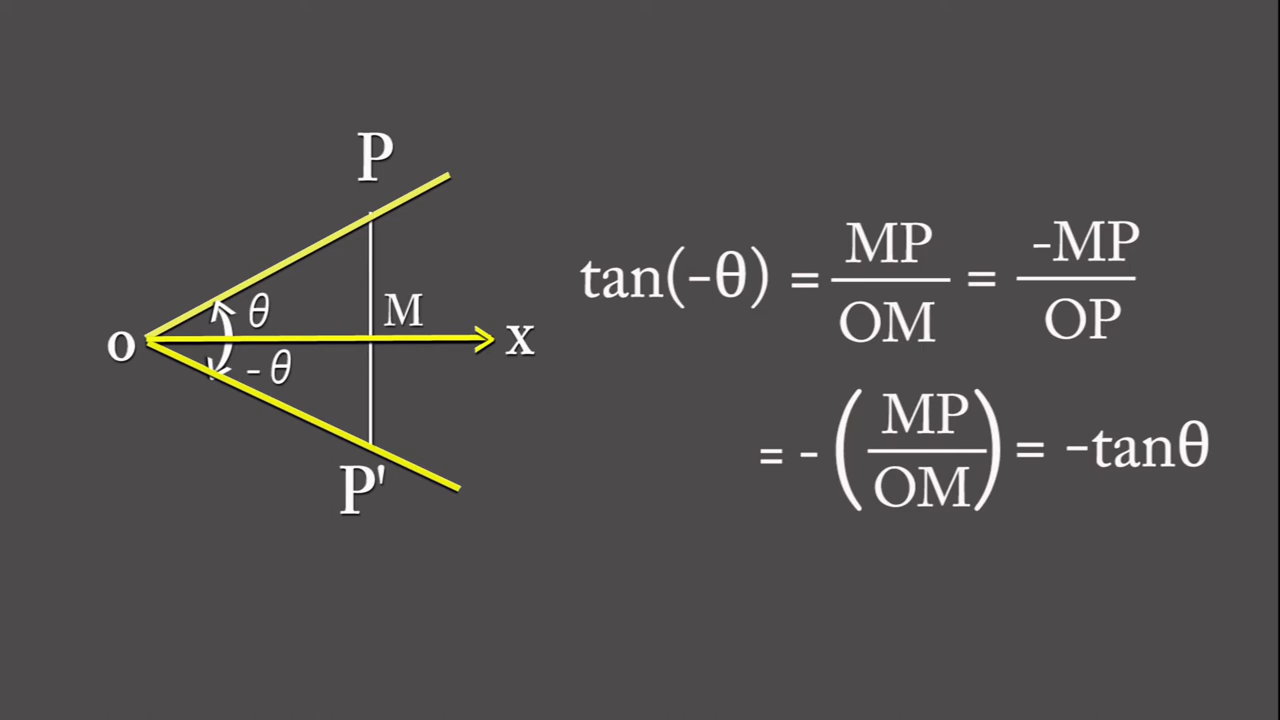 P
θ
M
o
x
- θ
P'
tan(-θ) = MP/OM = -MP/OP
= - (MP/OM) = -tanθ